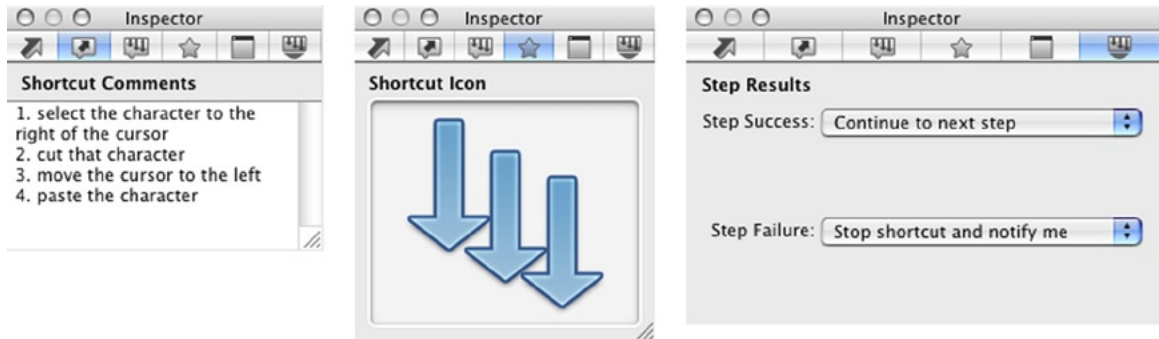 Inspector
Shortcut Comments
1. select the character to the
right of the cursor
2. cut that character
3. move the cursor to the left
4. paste the character
Inspector
Shortcut Icon
Inspector
Step Results
Step Success: Continue to next step
Step Failure: Stop shortcut and notify me